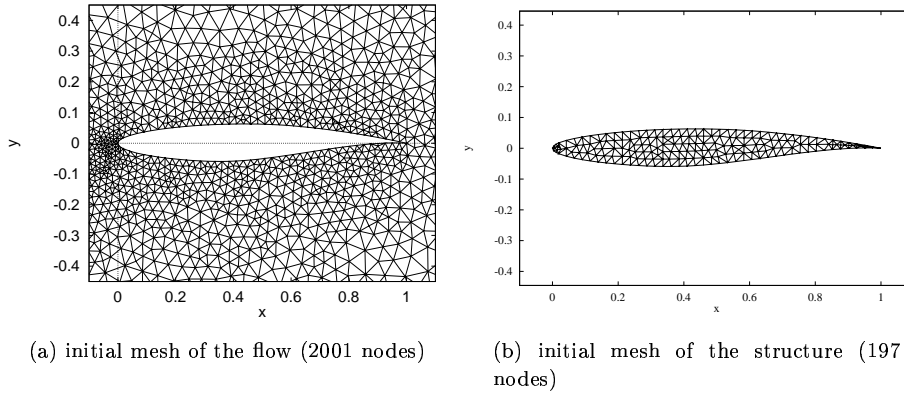 0.4
0.3
0.2
0.1
0
-0.1
-0.2
-0.3
-0.4
y
0 0.2 0.4 0.6 0.8 1
x
0.4
0.3
0.2
0.1
0
-0.1
-0.2
-0.3
-0.4
y
0 0.2 0.4 0.6 0.8 1
x
(a) initial mesh of the flow (2001 nodes)
(b) initial mesh of the structure (197
nodes)